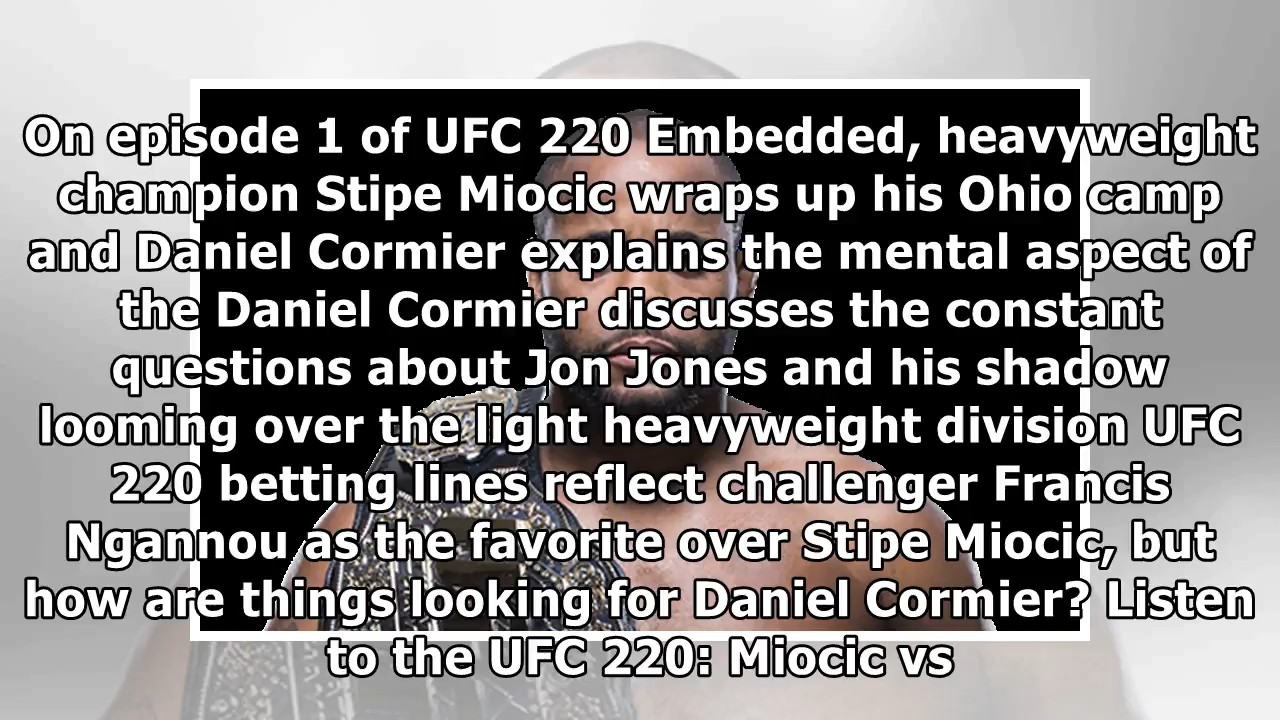 On episode 1 of UFC 220 Embedded, heavyweight
champion Stipe Miocic wraps up his Ohio camp
and Daniel Cormier explains the mental aspect of
the Daniel Cormier discusses the constant
questions about Jon Jones and his shadow
looming over the light heavyweight division UFC
220 betting lines reflect challenger Francis
Ngannou as the favorite over Stipe Miocic, but
how are things looking for Daniel Cormier? Listen
to the UFC 220: Miocic vs